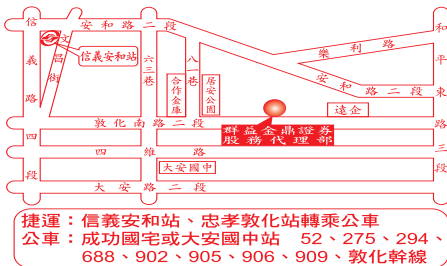 信義路四段
安和路二段
和平東路三段
文昌街
信義安和站
六三巷
八一巷
樂利路
安和路二段
合作金庫
居安公園
遠企
敦化南路二段
群益金鼎證券
股務代理部
四維路
大安國中
大安路二段
捷運：信義安和站、忠孝敦化站轉乘公車
公車：成功國宅或大安國中站　52、275、294、
688、902、905、906、909、敦化幹線